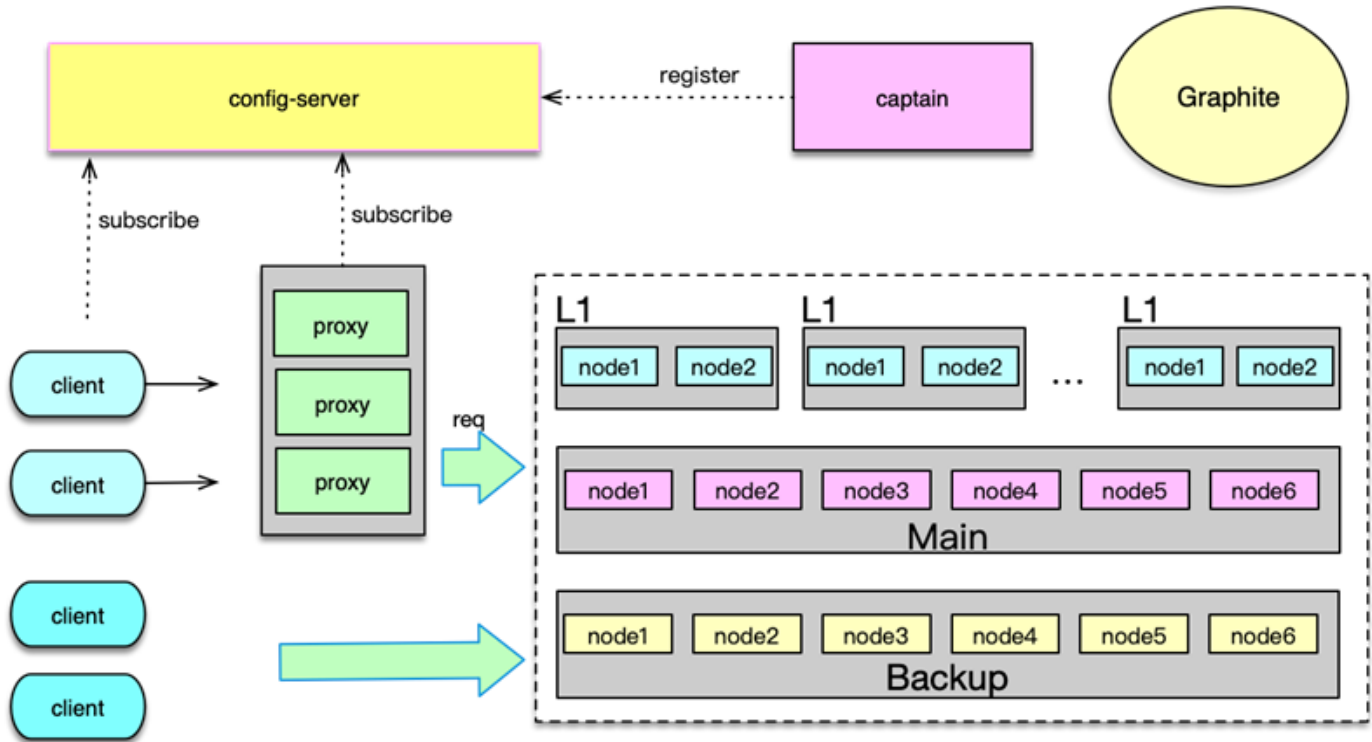 config-server
register
captain
Graphite
subscribe
subscribe
client
client
client
client
proxy
proxy
proxy
req
L1
node1
node2
L1
node1
node2
...
L1
node1
node2
node1
node2
node3
node4
node5
node6
Main
node1
node2
node3
node4
node5
node6
Backup